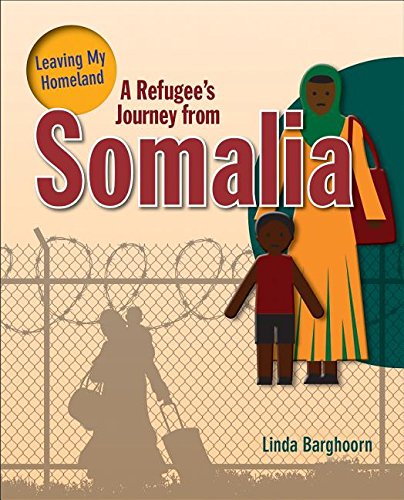 Leaving My
Homeland
A Refugee's
Journey from
Somalia
Linda Barghoorn